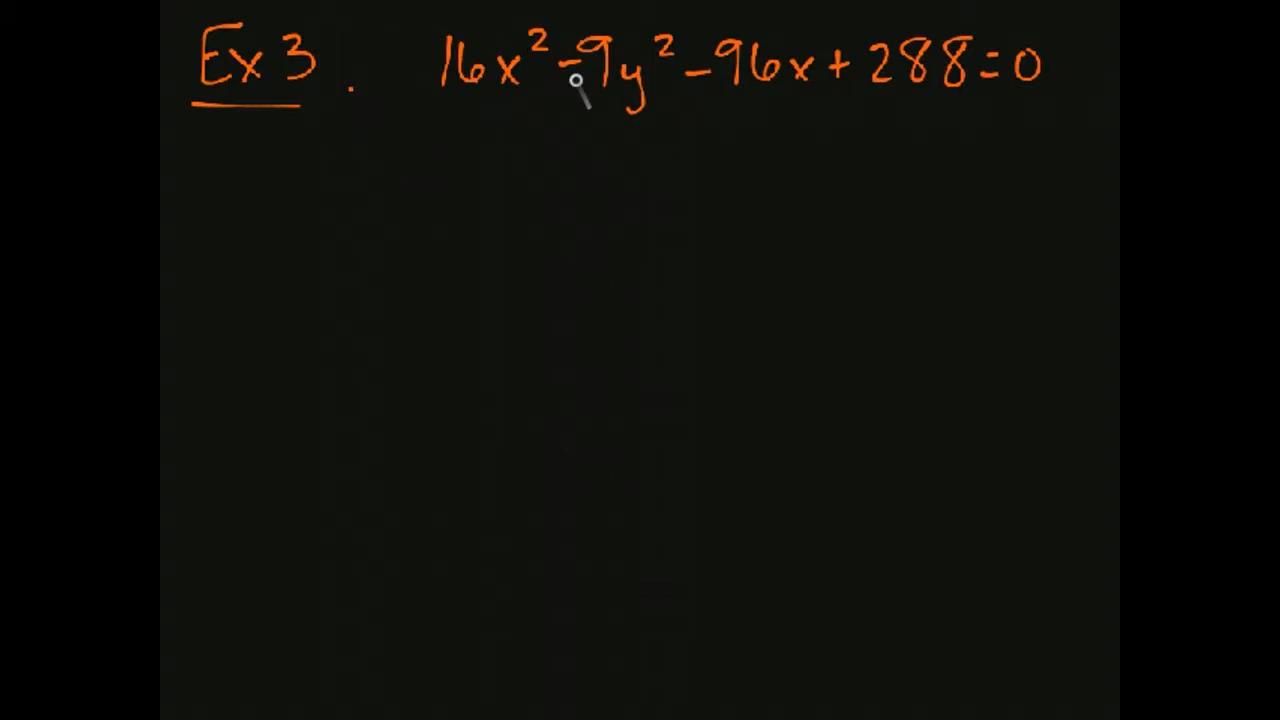 Ex 3. 16x² -9y² -96x + 288 = 0